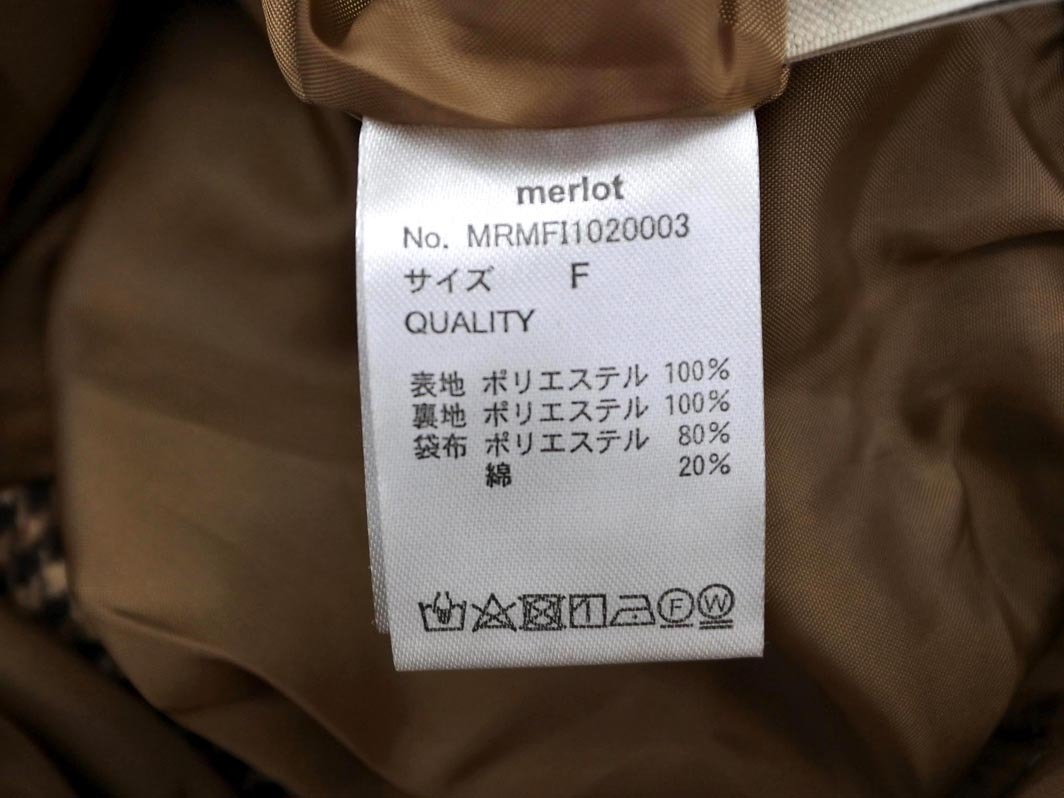 merlot
No. MRMFI1020003
サイズ F
QUALITY
表地 ポリエステル 100%
裏地 ポリエステル 100%
袋布 ポリエステル 80%
綿 20%
F W